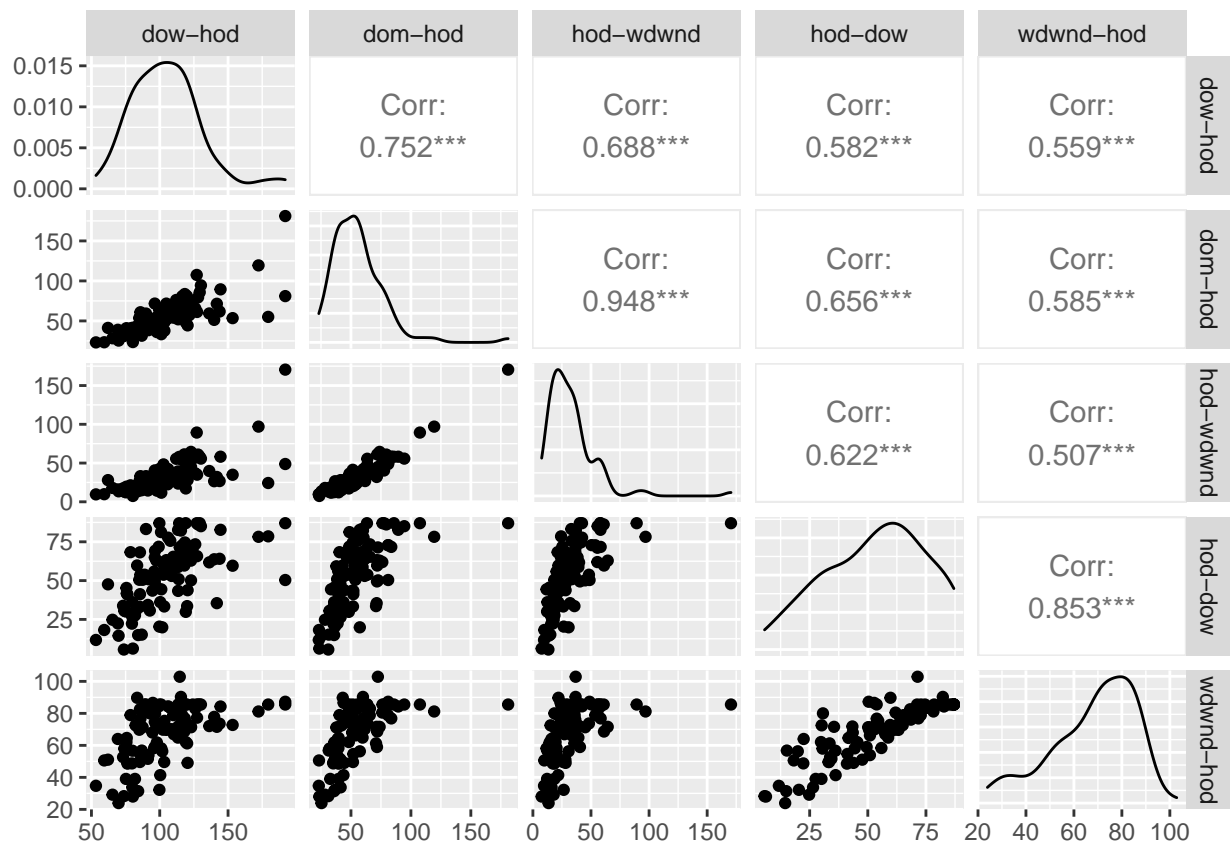 dow−hod dom−hod hod−wdwnd hod−dow wdwnd−hod
0.015
0.010
0.005
0.000
Corr:
0.752***
Corr:
0.688***
Corr:
0.582***
Corr:
0.559***
dow−hod
150
100
50
Corr:
0.948***
Corr:
0.656***
Corr:
0.585***
dom−hod
150
100
50
0
Corr:
0.622***
Corr:
0.507***
hod−wdwnd
75
50
25
Corr:
0.853***
hod−dow
100
80
60
40
20
wdwnd−hod
50 100 150 50 100 150 0 50 100 150 25 50 75 20 40 60 80 100